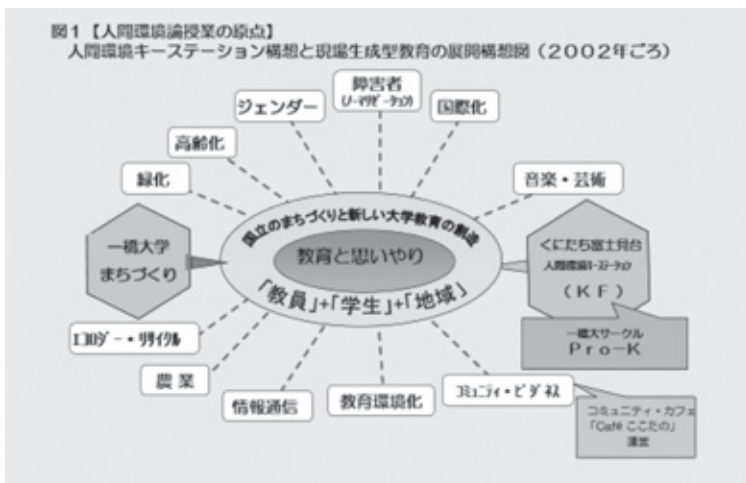 図1【人間環境論授業の原点】
人間環境キーステーション構想と現場生成型教育の展開構想図（2002年ごろ）
障害者
(ノーマリゼーション)
ジェンダー
国際化
高齢化
緑化
音楽・芸術
国立のまちづくりと新しい大学教育の創造
教育と思いやり
「教員」+「学生」+「地域」
一橋大学
まちづくり
くにたち富士見台
人間環境キーステーション
(KF)
一橋大サークル
Pro-K
エコロジー・リサイクル
農業
情報通信
教育環境化
コミュニティ・ビジネス
コミュニティ・カフェ
「Café ここたの」
運営